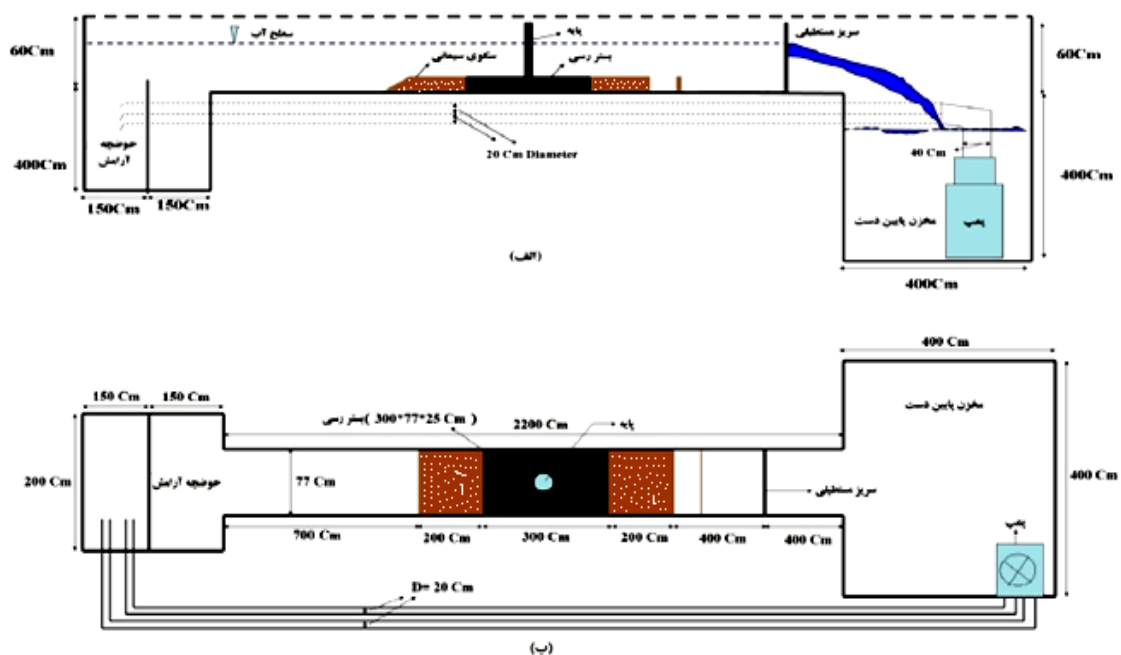 60Cm
سطح آب
پایه
سریز مستطیلی
60Cm
سکوی سیمانی
بستر رسی
حوضچه
آرامش
400Cm
20 Cm Diameter
40 Cm
400Cm
150Cm
150Cm
مخزن پایین دست
پمپ
(الف)
400Cm
400 Cm
150 Cm
150 Cm
بستر رسی( 300*77*25 Cm )
پایه
2200 Cm
مخزن پایین دست
200 Cm
حوضچه آرامش
77 Cm
سریز مستطیلی
400 Cm
700 Cm
200 Cm
300 Cm
200 Cm
400 Cm
400 Cm
پمپ
D= 20 Cm
(ب)